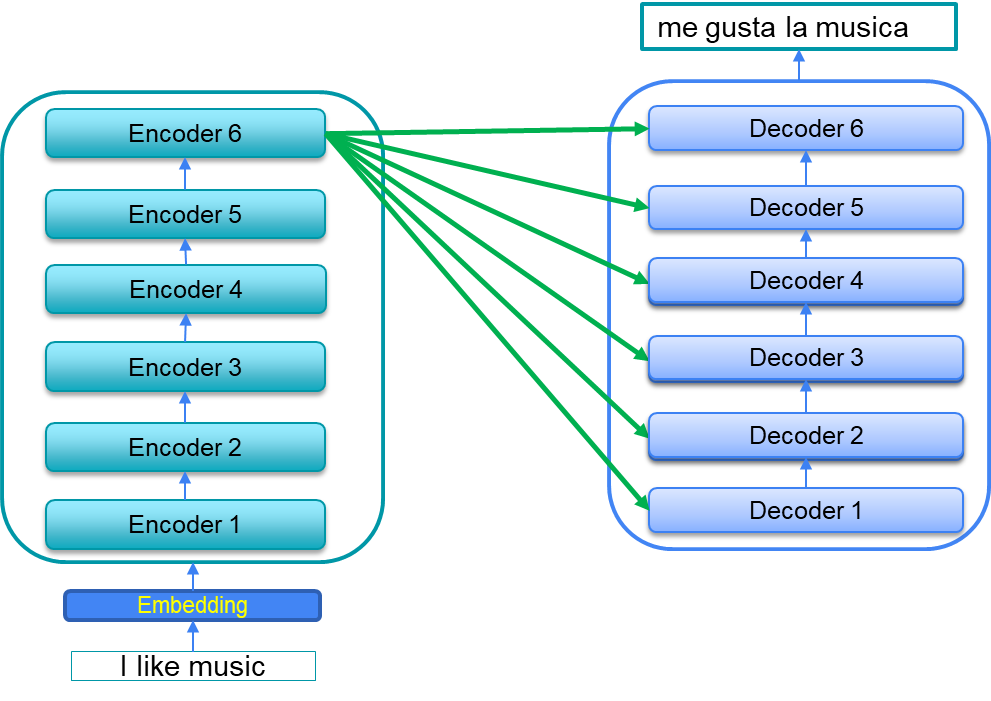 me gusta la musica
Encoder 6
Encoder 5
Encoder 4
Encoder 3
Encoder 2
Encoder 1
Embedding
I like music
Decoder 6
Decoder 5
Decoder 4
Decoder 3
Decoder 2
Decoder 1